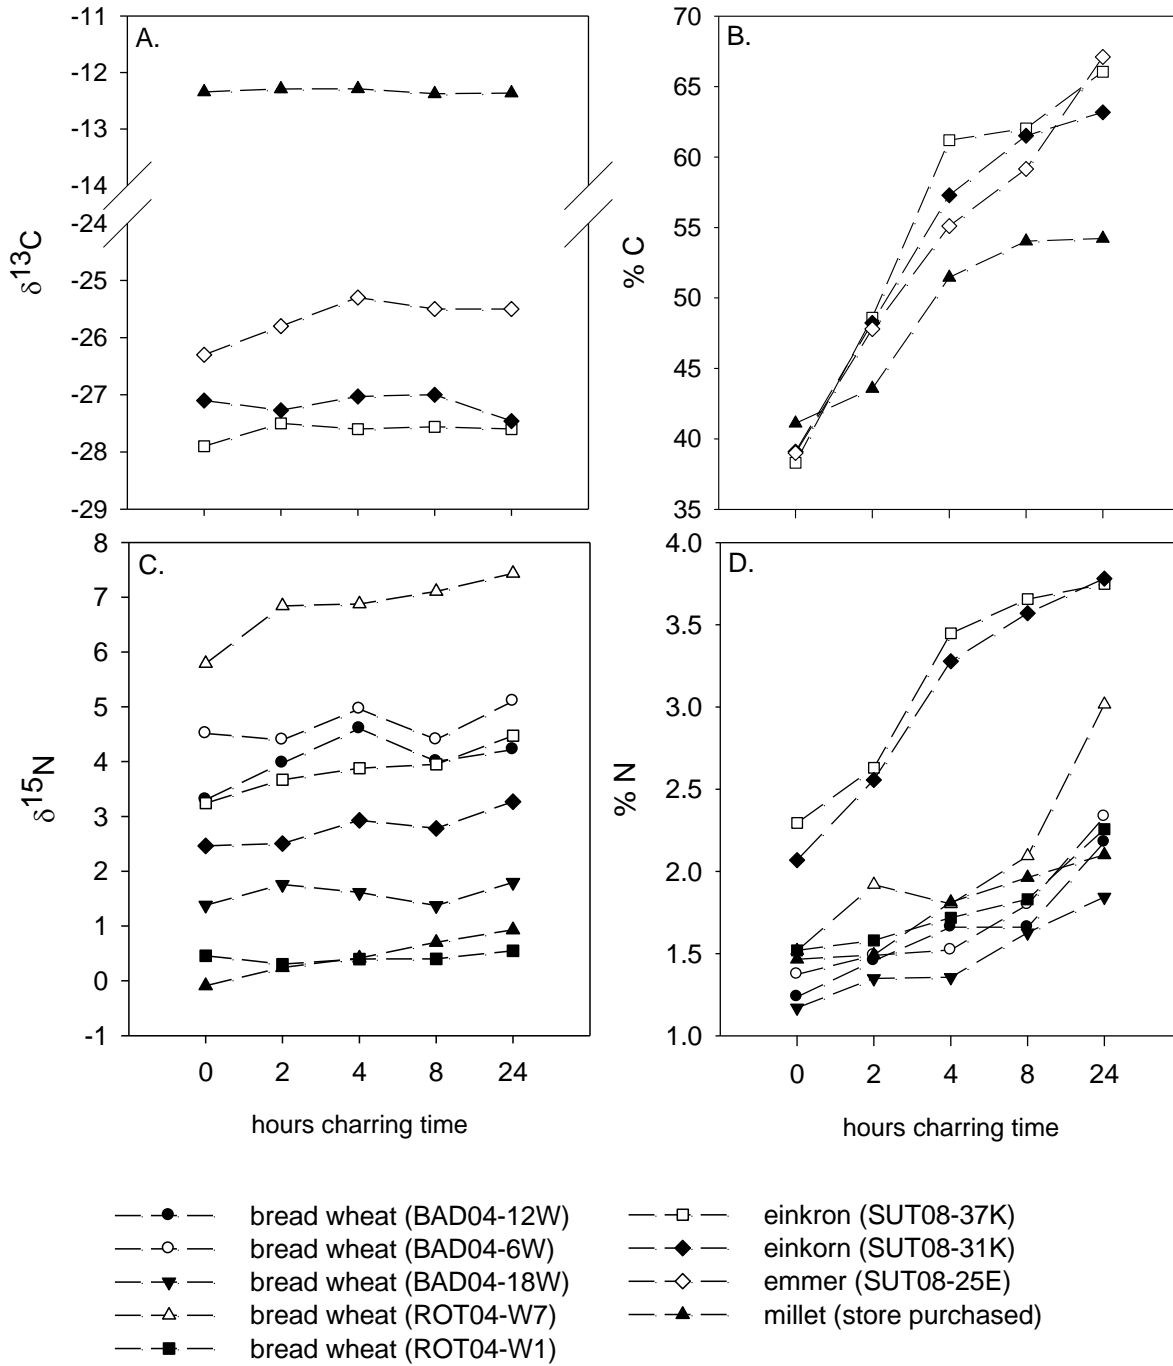 A.
-11
-12
-13
-14
-24
-25
-26
-27
-28
-29
δ13C
B.
70
65
60
55
50
45
40
35
% C
C.
8
7
6
5
4
3
2
1
0
-1
δ15N
0 2 4 8 24
hours charring time
D.
4.0
3.5
3.0
2.5
2.0
1.5
1.0
% N
0 2 4 8 24
hours charring time
bread wheat (BAD04-12W)
bread wheat (BAD04-6W)
bread wheat (BAD04-18W)
bread wheat (ROT04-W7)
bread wheat (ROT04-W1)
einkron (SUT08-37K)
einkorn (SUT08-31K)
emmer (SUT08-25E)
millet (store purchased)